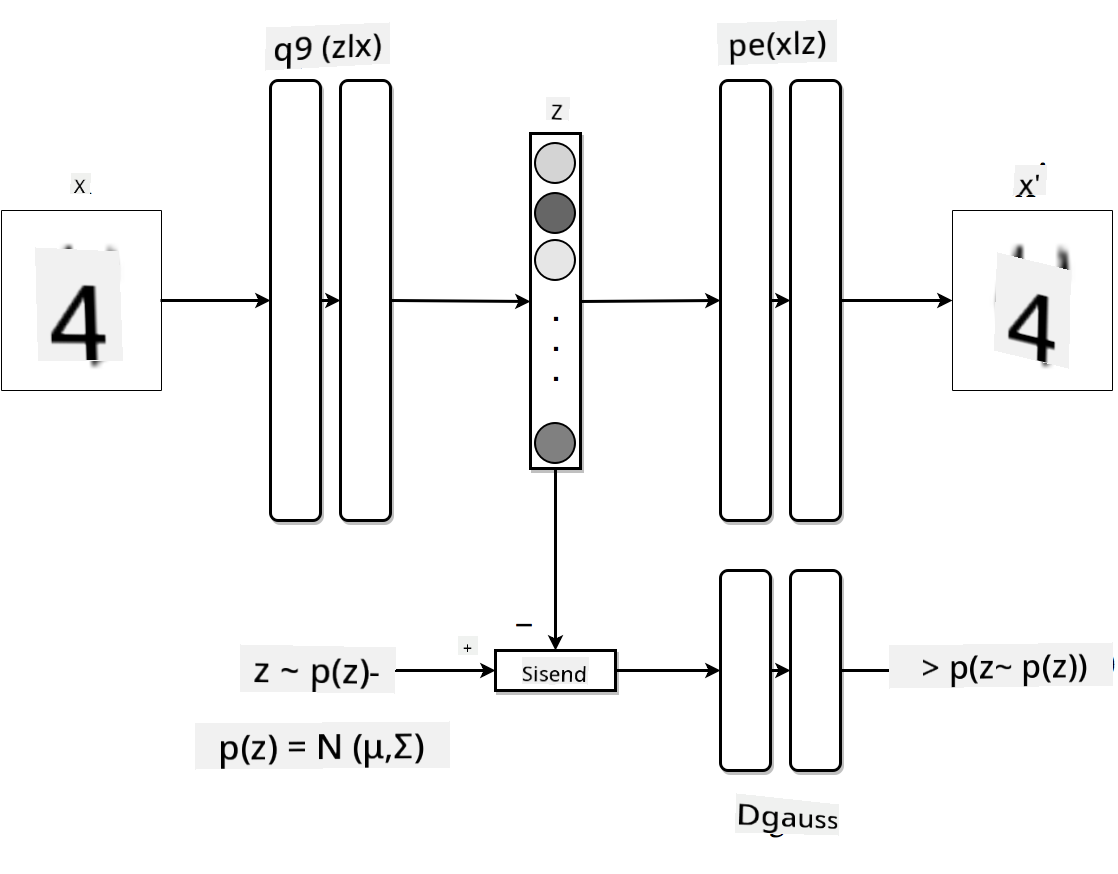 q9 (zlx)
pe(xlz)
z
x
x'
4
4
–
+
z ~ p(z)-
Sisend
> p(z~ p(z))
p(z) = N (μ,Σ)
Dgauss